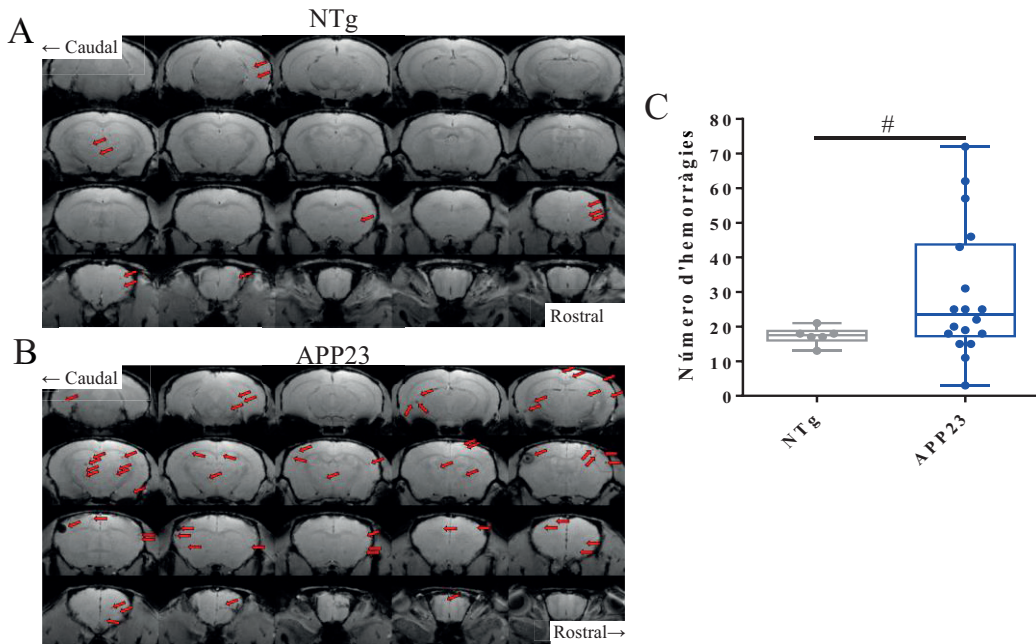 A
NTg
← Caudal
Rostral
B
APP23
← Caudal
Rostral→
C
#
Número d'hemorràgies
80
70
60
50
40
30
20
10
0
NTg
APP23